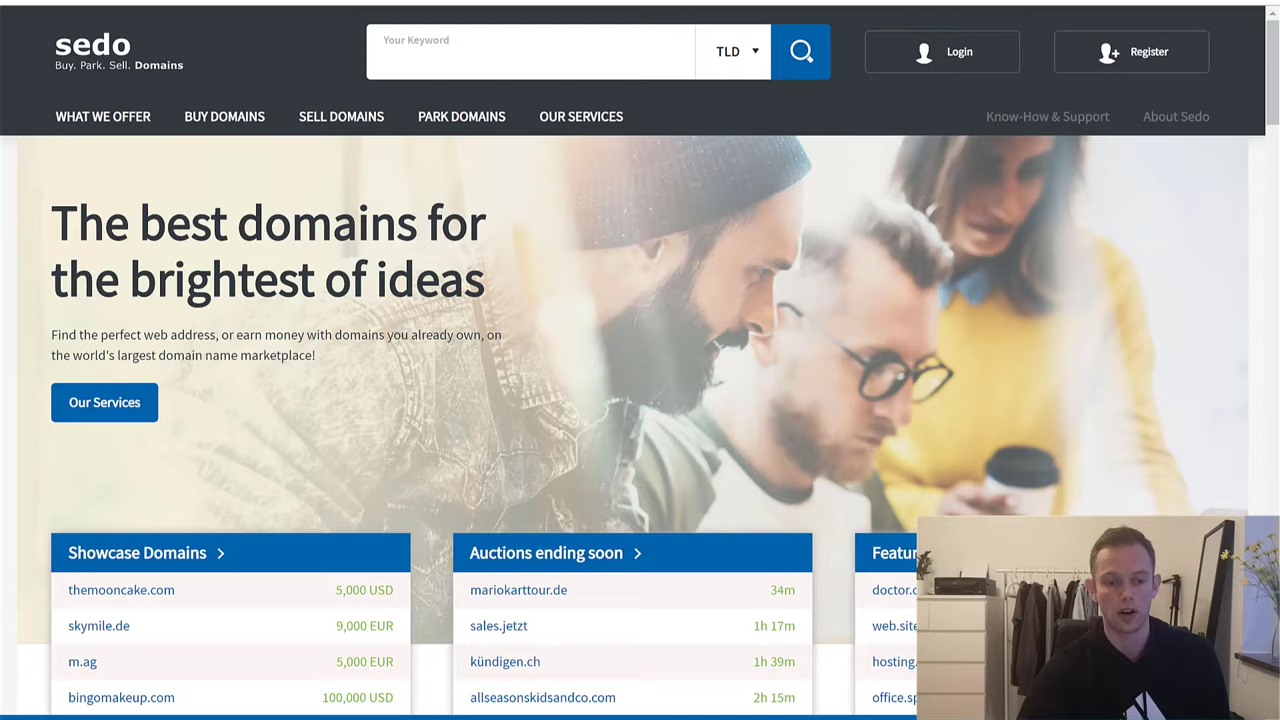 sedo
Buy. Park. Sell. Domains
Your Keyword
TLD
Login
Register
WHAT WE OFFER
BUY DOMAINS
SELL DOMAINS
PARK DOMAINS
OUR SERVICES
Know-How & Support
About Sedo
The best domains for
the brightest of ideas
Find the perfect web address, or earn money with domains you already own, on
the world's largest domain name marketplace!
Our Services
Showcase Domains
themooncake.com 5,000 USD
skymile.de 9,000 EUR
m.ag 5,000 EUR
bingomakeup.com 100,000 USD
Auctions ending soon
mariokarttour.de 34m
sales.jetzt 1h 17m
kündigen.ch 1h 39m
allseasonskidsandco.com 2h 15m